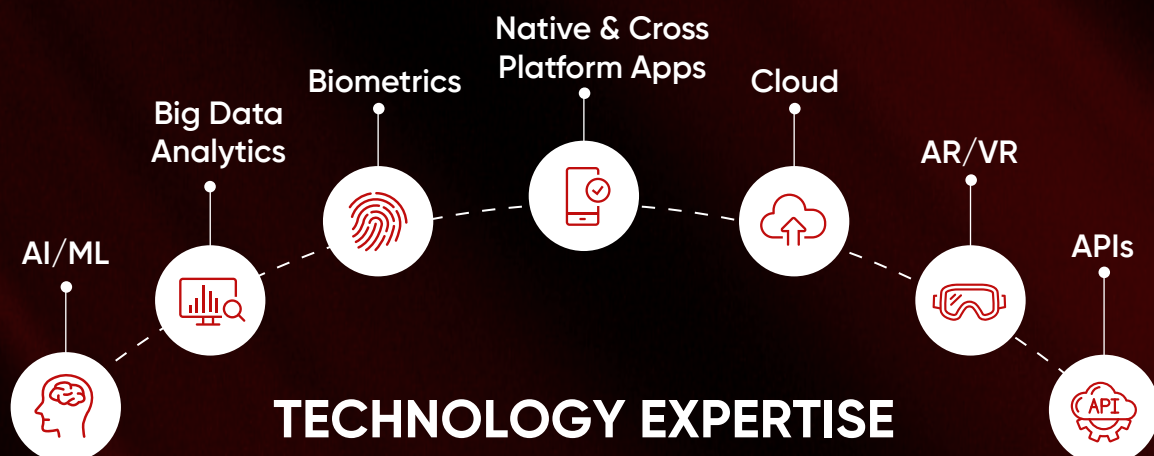 AI/ML
Big Data
Analytics
Biometrics
Native & Cross
Platform Apps
Cloud
AR/VR
APIs
API
TECHNOLOGY EXPERTISE